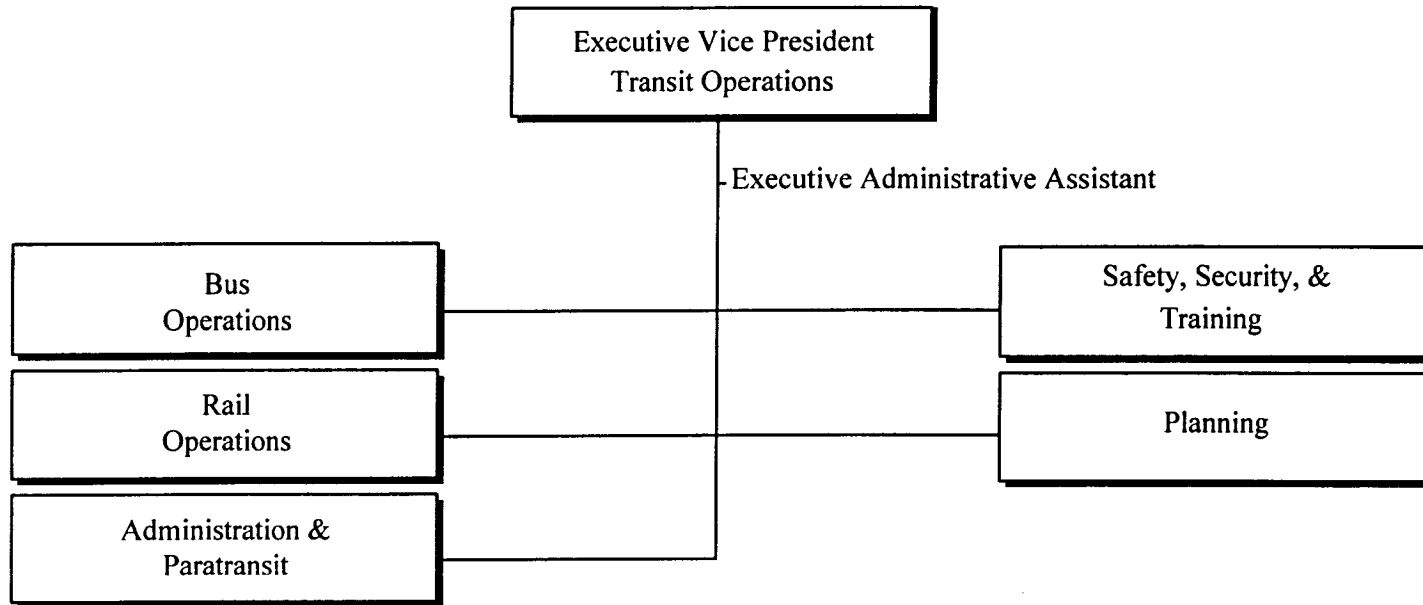 Executive Vice President
Transit Operations
Executive Administrative Assistant
Bus
Operations
Safety, Security, &
Training
Rail
Operations
Planning
Administration &
Paratransit